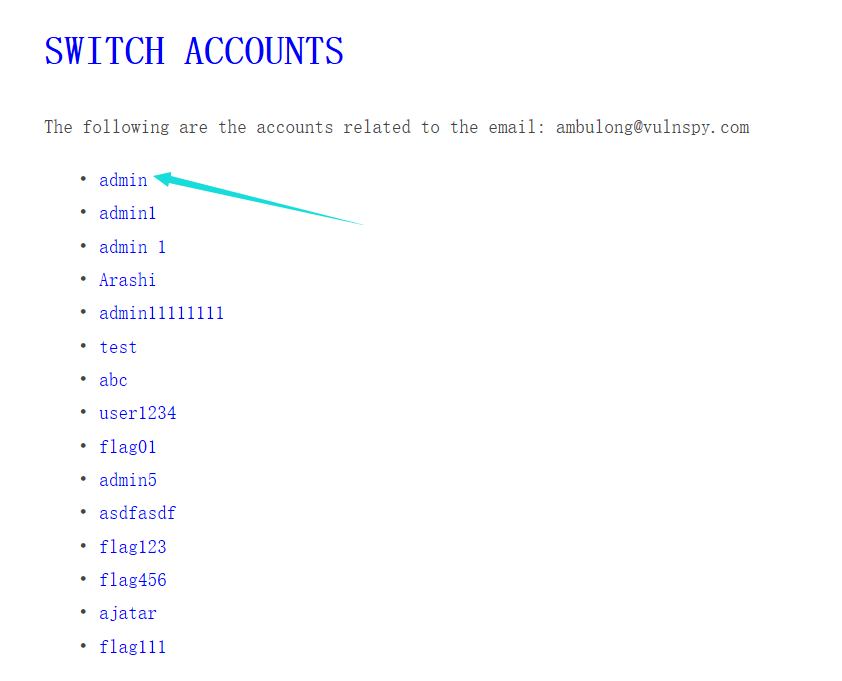 SWITCH ACCOUNTS
The following are the accounts related to the email: ambulong@vulnspy.com
• admin
• admin1
• admin 1
• Arashi
• admin11111111
• test
• abc
• user1234
• flag01
• admin5
• asdfasdf
• flag123
• flag456
• ajatar
• flag111